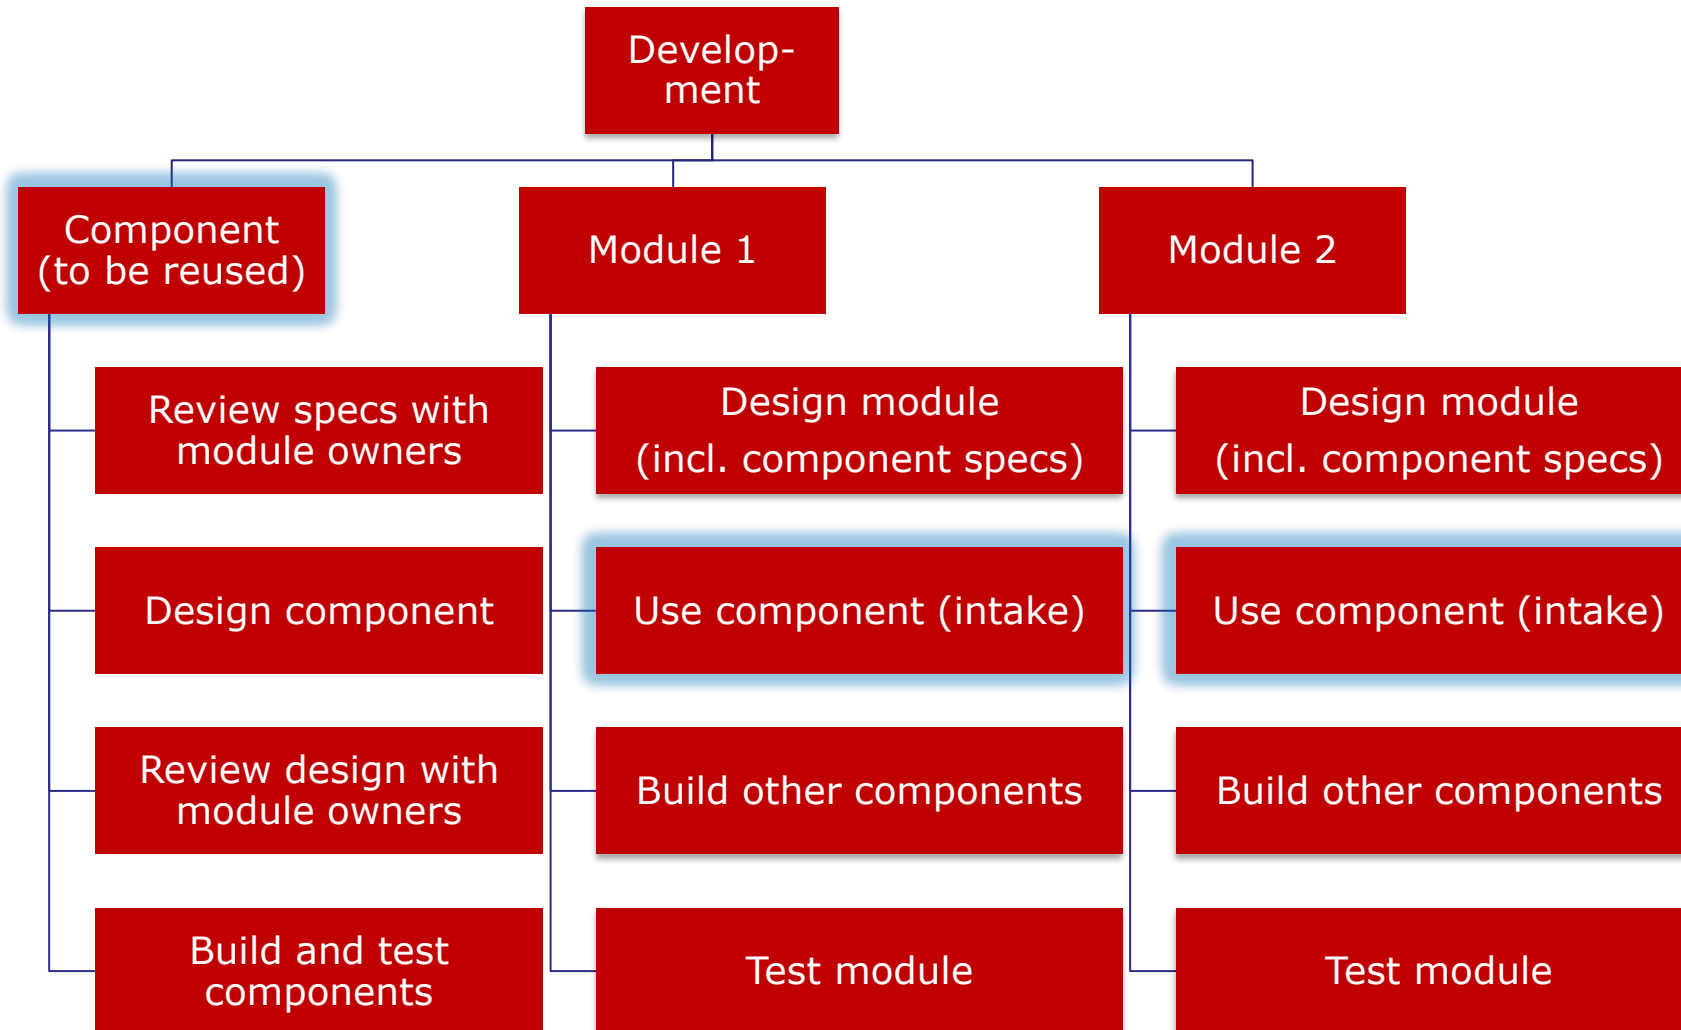 Develop-
ment
Component
(to be reused)
Module 1
Module 2
Review specs with
module owners
Design module
(incl. component specs)
Design module
(incl. component specs)
Design component
Use component (intake)
Use component (intake)
Review design with
module owners
Build other components
Build other components
Build and test
components
Test module
Test module